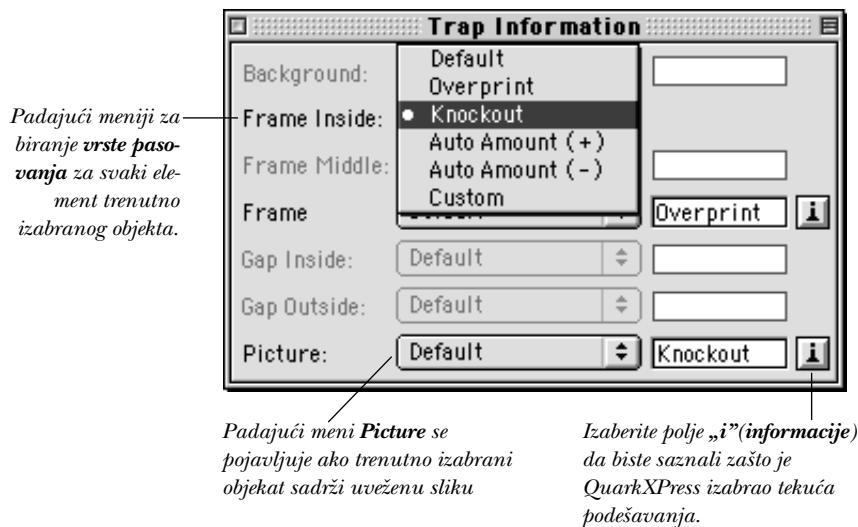 Trap Information
Background:
Default
Overprint
Knockout
Auto Amount (+)
Auto Amount (-)
Custom
Frame Inside:
Frame Middle:
Frame
Overprint
i
Gap Inside:
Default
Gap Outside:
Default
Picture:
Default
Knockout
i
Padajući meniji za
biranje vrste paso-
vanja za svaki ele-
ment trenutno
izabranog objekta.
Padajući meni Picture se
pojavljuje ako trenutno izabrani
objekat sadrži uveženu sliku
Izaberite polje „i”(informacije)
da biste saznali zašto je
QuarkXPress izabrao tekuća
podešavanja.